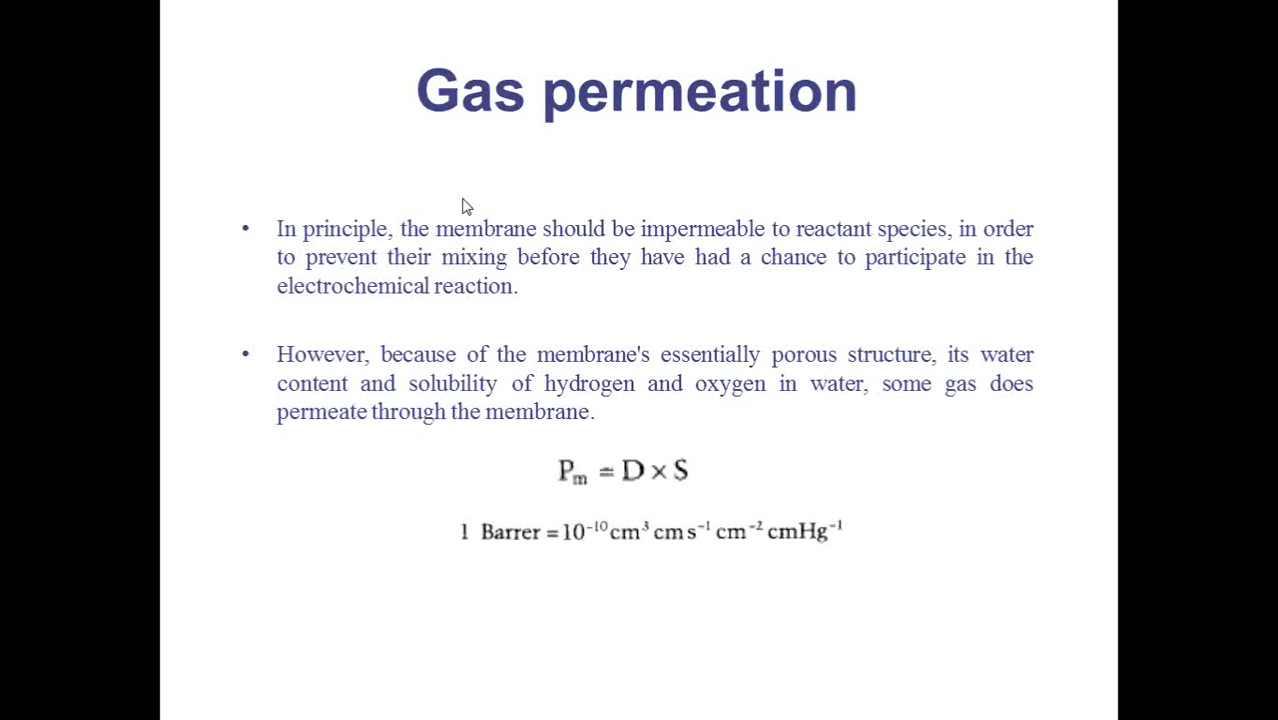 Gas permeation
• In principle, the membrane should be impermeable to reactant species, in order
to prevent their mixing before they have had a chance to participate in the
electrochemical reaction.
• However, because of the membrane's essentially porous structure, its water
content and solubility of hydrogen and oxygen in water, some gas does
permeate through the membrane.
Pₘ = D × S
1 Barrer = 10⁻¹⁰ cm³ cm s⁻¹ cm⁻² cmHg⁻¹